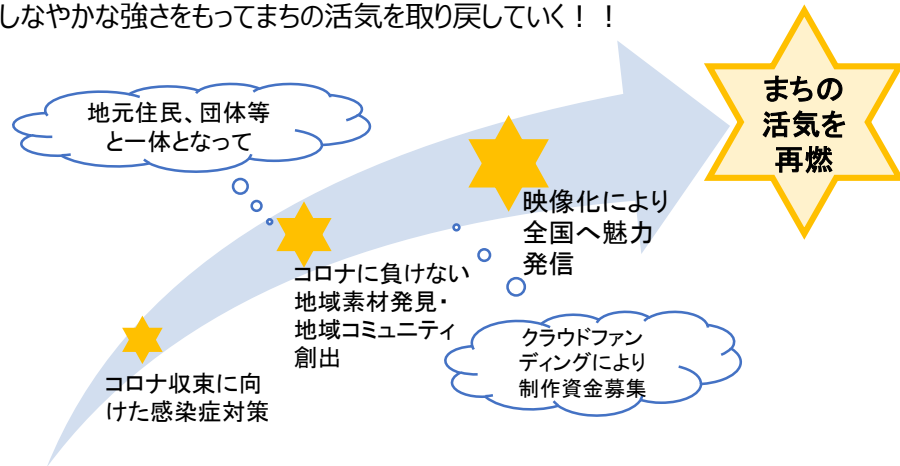 しなやかな強さをもってまちの活気を取り戻していく！！
まちの
活気を
再燃
地元住民、団体等
と一体となって
映像化により
全国へ魅力
発信
コロナに負けない
地域素材発見・
地域コミュニティ
創出
クラウドファン
ディングにより
制作資金募集
コロナ収束に向
けた感染症対策